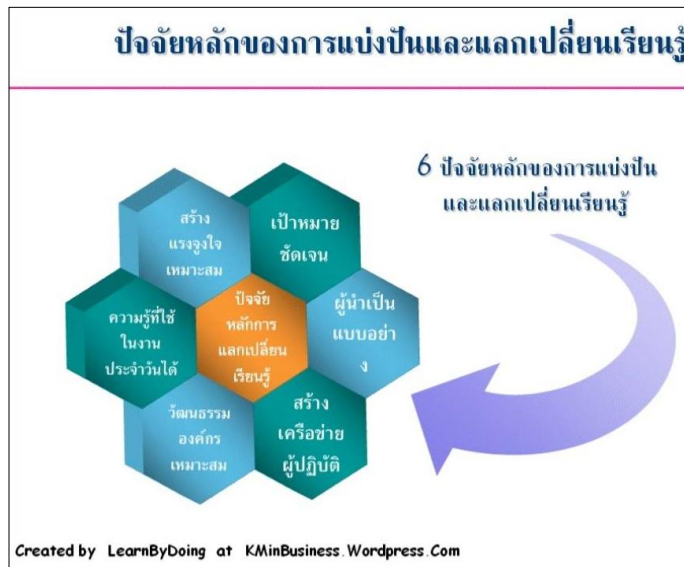 ปัจจัยหลักของการแบ่งปันและแลกเปลี่ยนเรียนรู้
6 ปัจจัยหลักของการแบ่งปัน
และแลกเปลี่ยนเรียนรู้
สร้าง
แรงจูงใจ
เหมาะสม
เป้าหมาย
ชัดเจน
ความรู้ที่ใช้
ในงาน
ประจำวันได้
ปัจจัย
หลักการ
แลกเปลี่ยน
เรียนรู้
ผู้นำเป็น
แบบอย่า
ง
วัฒนธรรม
องค์กร
เหมาะสม
สร้าง
เครือข่าย
ผู้ปฏิบัติ
Created by LearnByDoing at KMinBusiness.Wordpress.Com